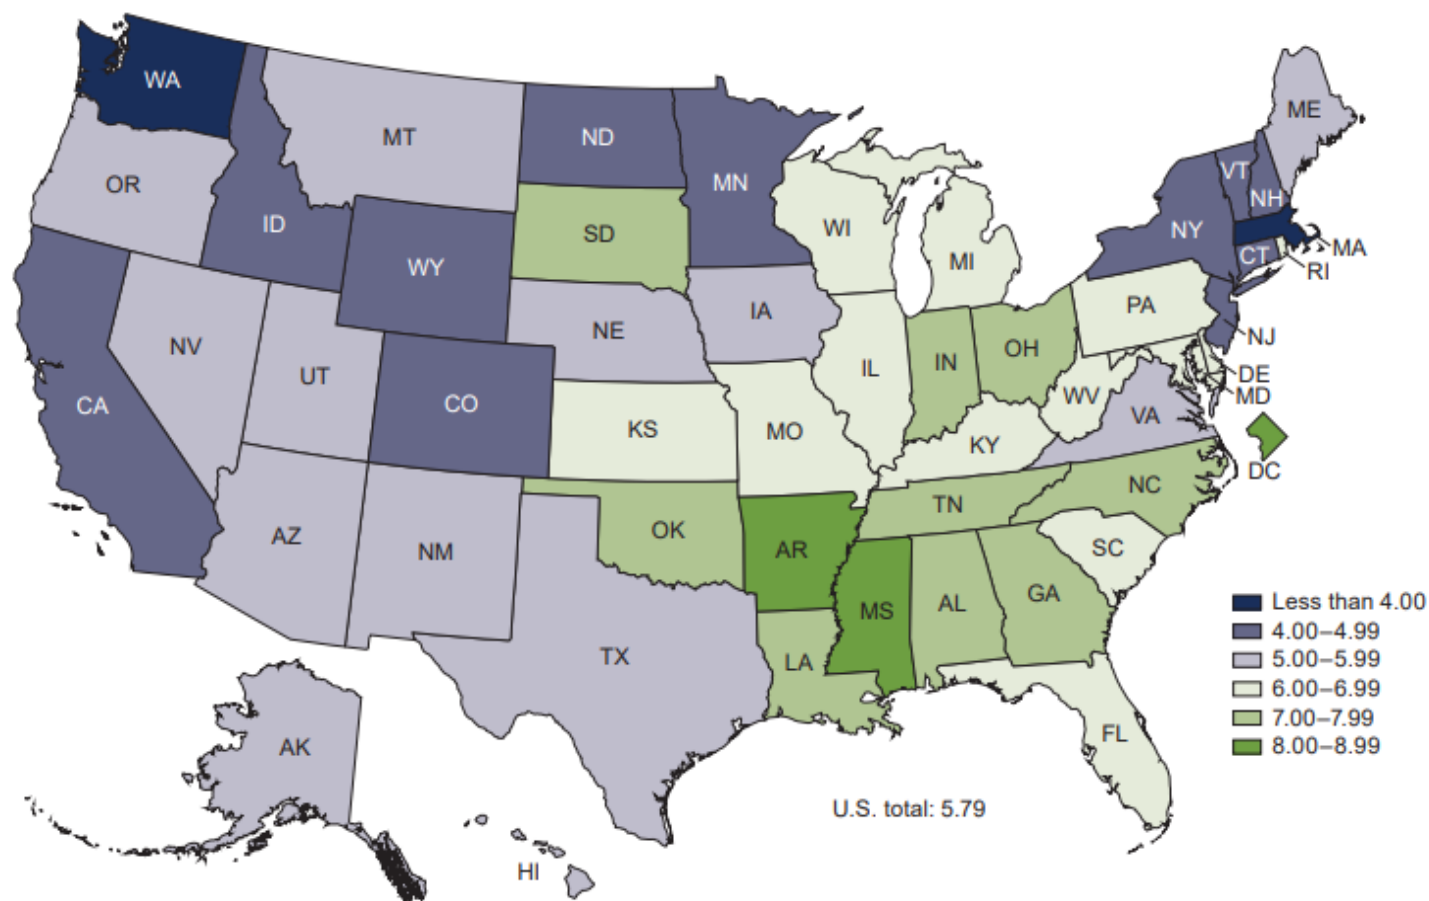 WA
MT
ND
MN
ME
OR
ID
SD
WI
MI
VT
NH
NY
MA
CT
RI
WY
NV
UT
CO
NE
IA
IL
IN
OH
PA
NJ
DE
MD
WV
VA
DC
CA
KS
MO
KY
AZ
NM
OK
AR
TN
NC
SC
TX
LA
MS
AL
GA
FL
AK
HI
Less than 4.00
4.00–4.99
5.00–5.99
6.00–6.99
7.00–7.99
8.00–8.99
U.S. total: 5.79